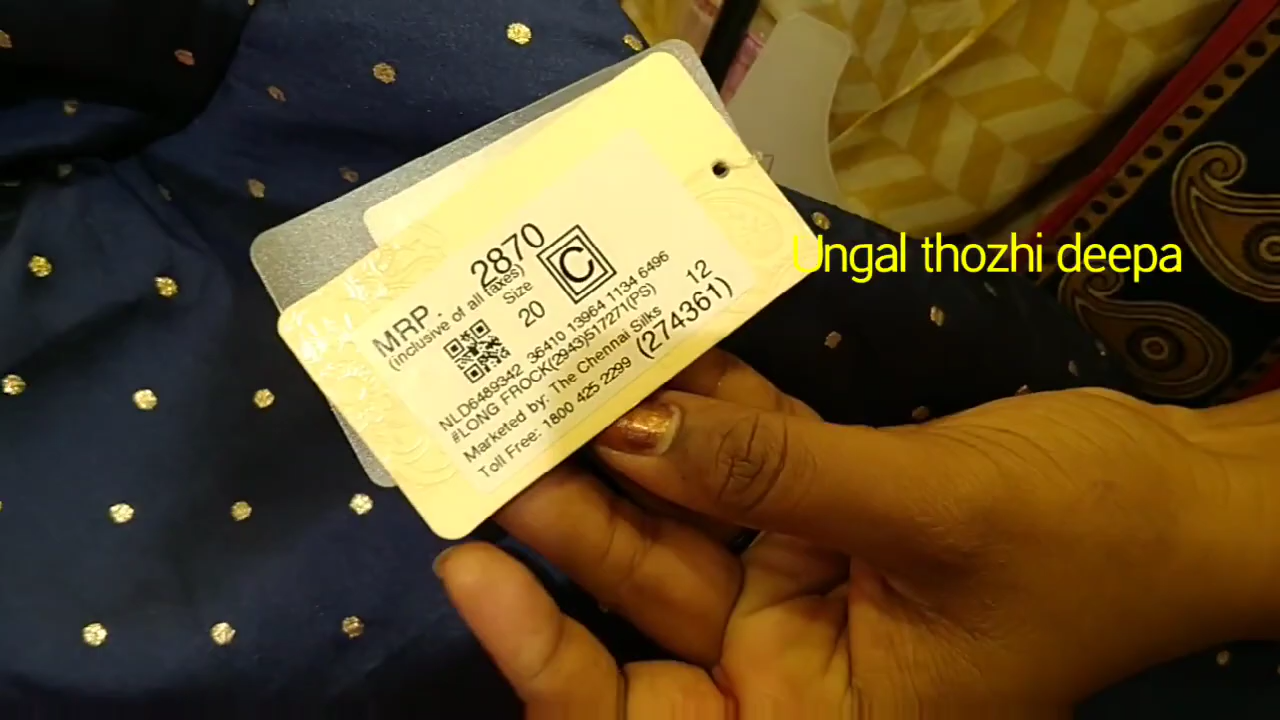 MRP. 2870
(inclusive of all taxes)
Size
20
C
NLD6489342 36410 13964 1134 6496
#LONG FROCK(2943)517271(PS) 12
Marketed by: The Chennai Silks
Toll Free: 1800 425 2299 (274361)
Ungal thozhi deepa